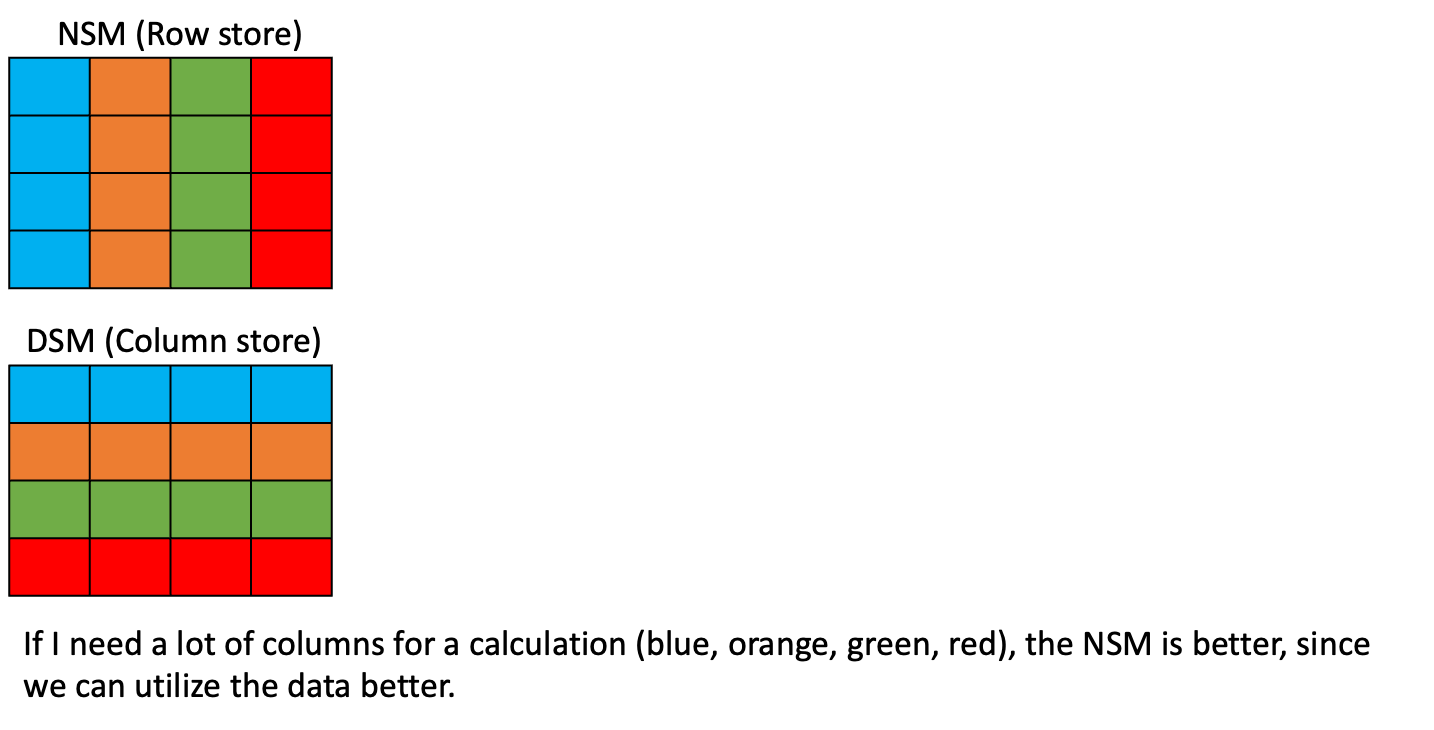 NSM (Row store)
DSM (Column store)
If I need a lot of columns for a calculation (blue, orange, green, red), the NSM is better, since
we can utilize the data better.